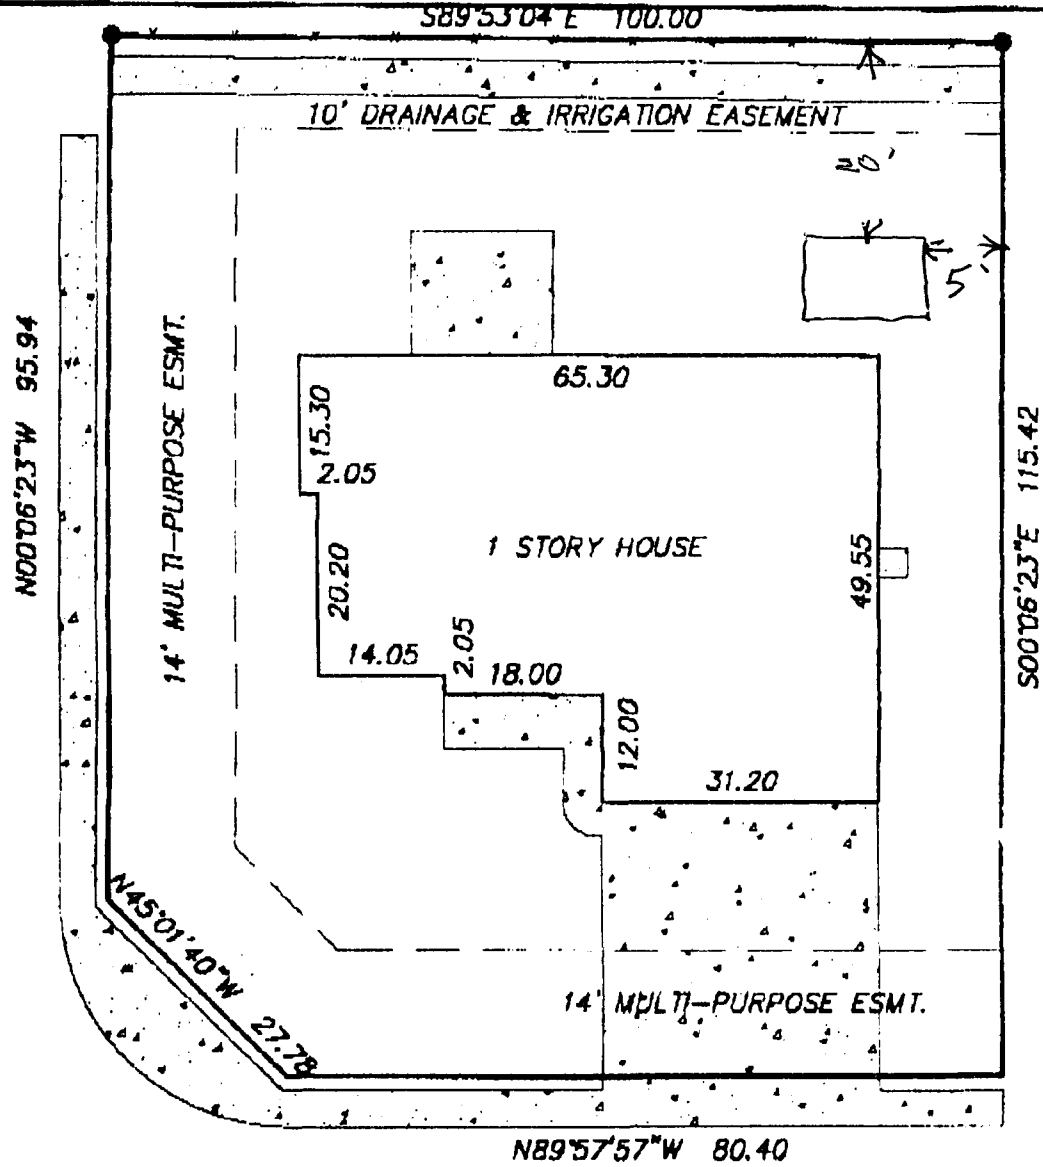 S89°53'04"E 100.00
10' DRAINAGE & IRRIGATION EASEMENT
20'
5'
N00°06'23"W 95.94
14' MULTI-PURPOSE ESMT.
65.30
15.30
2.05
1 STORY HOUSE
49.55
S00°06'23"E 115.42
20.20
14.05
2.05
18.00
12.00
31.20
N45°01'40"W 27.78
14' MULTI-PURPOSE ESMT.
N89°57'57"W 80.40